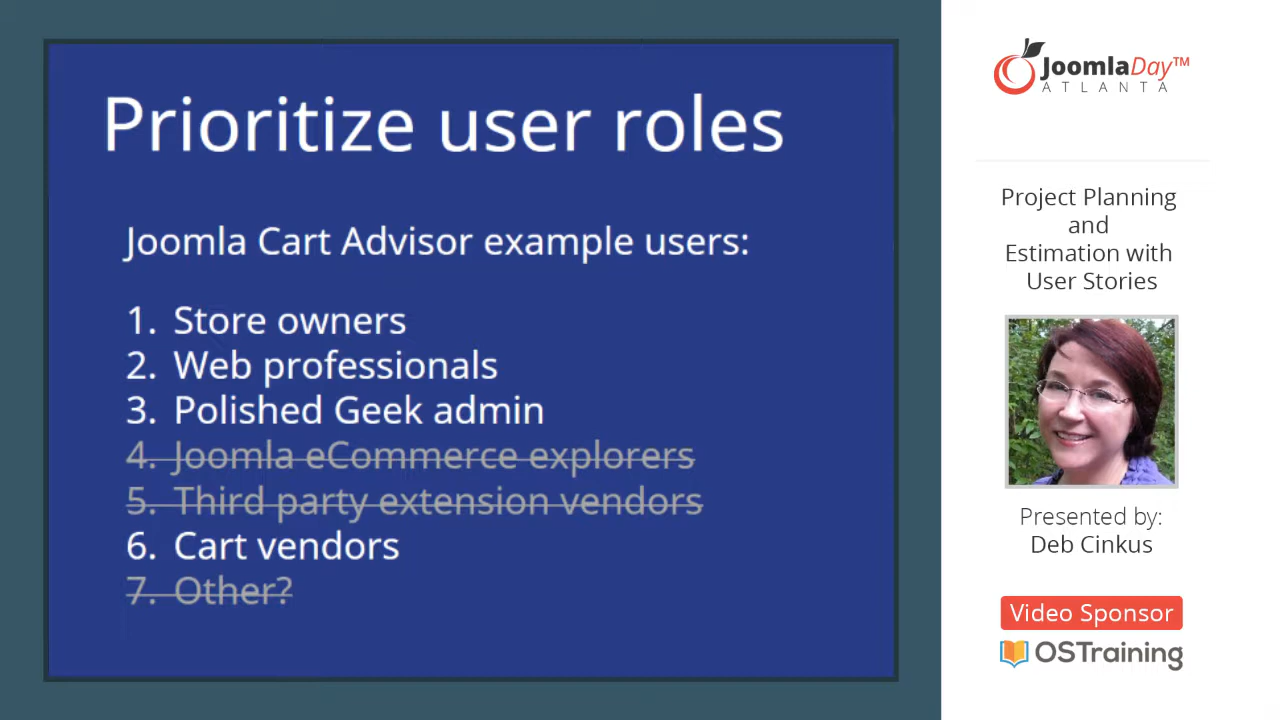 Prioritize user roles
Joomla Cart Advisor example users:
1. Store owners
2. Web professionals
3. Polished Geek admin
4. Joomla eCommerce explorers
5. Third party extension vendors
6. Cart vendors
7. Other?
JoomlaDay™
ATLANTA
Project Planning
and
Estimation with
User Stories
Presented by:
Deb Cinkus
Video Sponsor
OSTraining